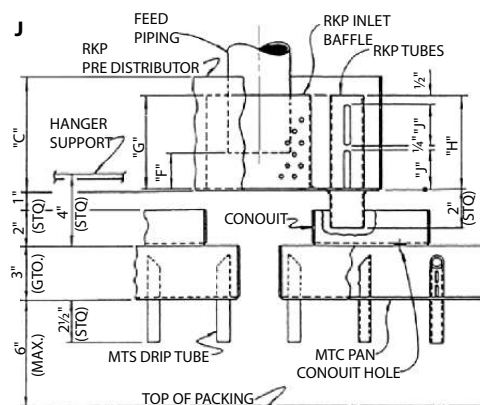 J
FEED
PIPING
RKP INLET
BAFFLE
RKP TUBES
RKP
PRE DISTRIBUTOR
HANGER
SUPPORT
"C"
"G"
"F"
½"
"J"
¼"
"J"
"H"
1"
(STQ)
4"
(STQ)
2"
(STQ)
2"
(STQ)
CONOUIT
3"
(GTO.)
2½"
(STQ)
6"
(MAX.)
MTS DRIP TUBE
MTC PAN
CONOUIT HOLE
TOP OF PACKING